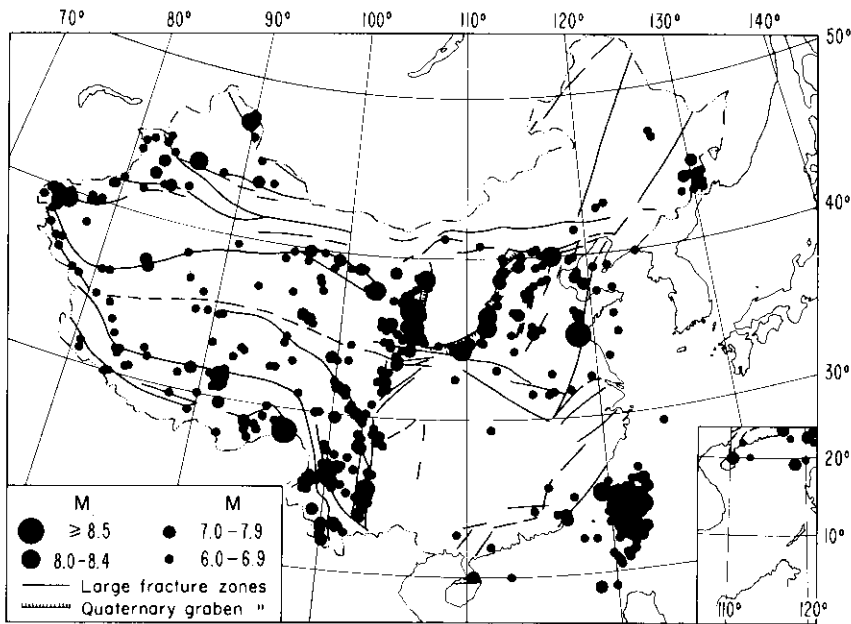 70° 80° 90° 100° 110° 120° 130° 140°
50°
40°
30°
20°
10°
110° 120°
M M
≥ 8.5 7.0-7.9
8.0-8.4 6.0-6.9
Large fracture zones
Quaternary graben "